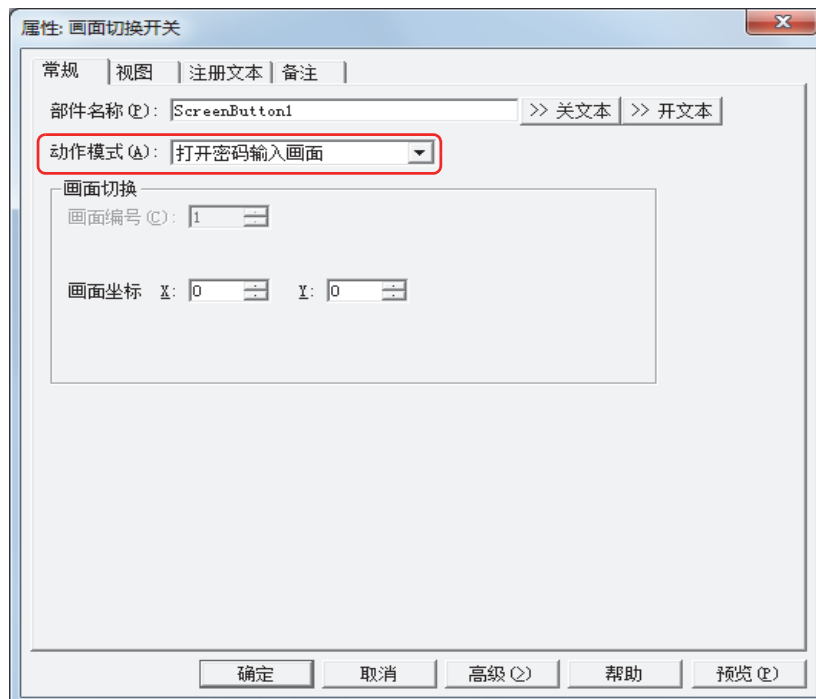 属性: 画面切换开关
常规 视图 注册文本 备注
部件名称(P): ScreenButton1 >> 关文本 >> 开文本
动作模式(A): 打开密码输入画面
画面切换
画面编号(C): 1
画面坐标 X: 0 Y: 0
确定 取消 高级(>) 帮助 预览(P)